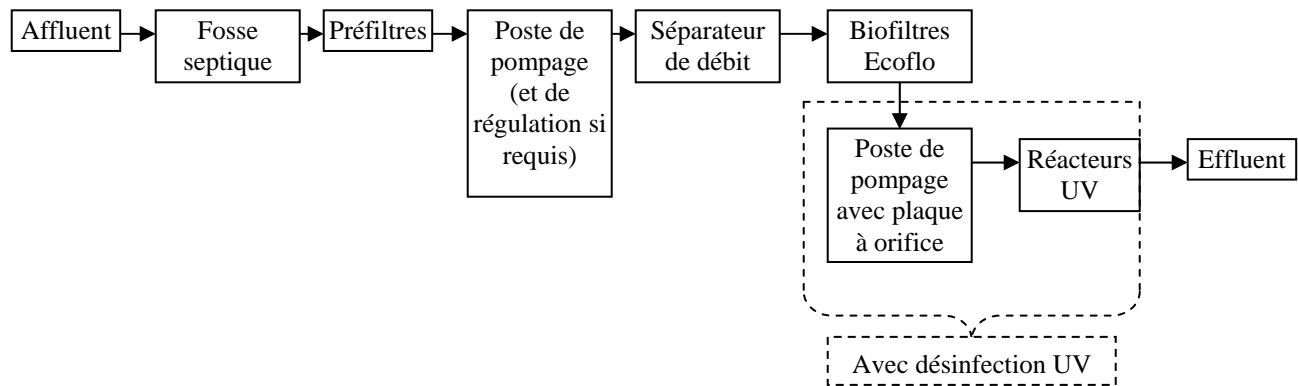 Affluent
Fosse
septique
Préfiltres
Poste de
pompage
(et de
régulation si
requis)
Séparateur
de débit
Biofiltres
Ecoflo
Poste de
pompage
avec plaque
à orifice
Réacteurs
UV
Effluent
Avec désinfection UV